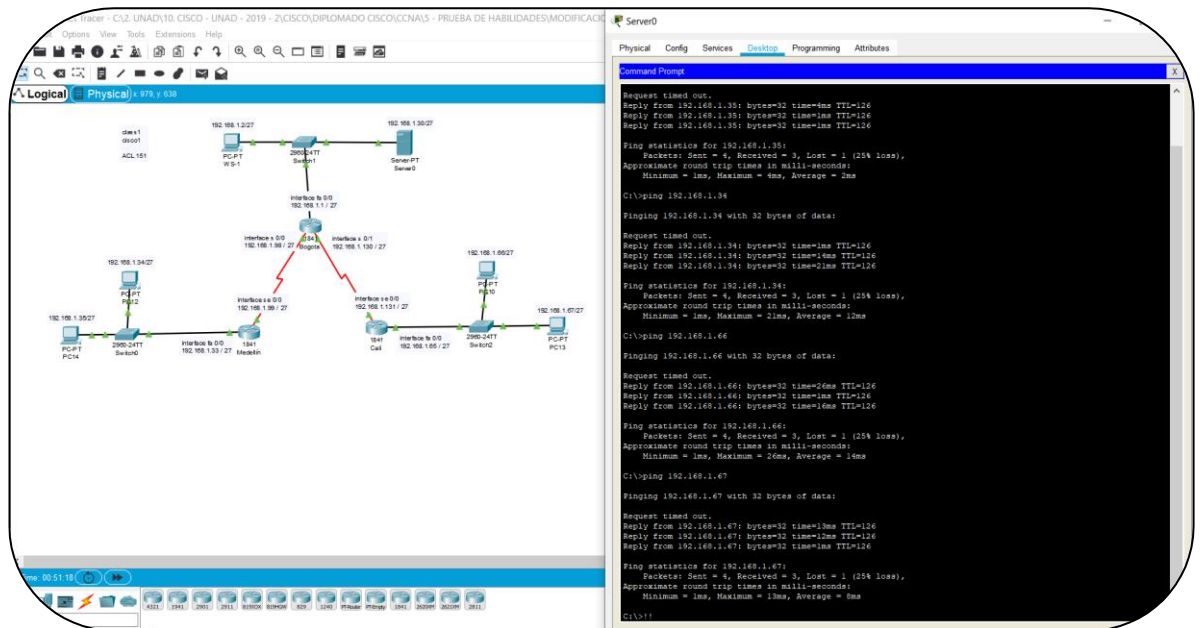 Tracer - C:\2. UNAD\10. CISCO - UNAD - 2019 - 2\CISCO\DIPLOMADO CISCO\CCNA\5 - PRUEBA DE HABILIDADES\MODIFICACIO
Options View Tools Extensions Help
Logical Physical x: 979, y: 638
class1
cisco1
ACL 151
192.168.1.2/27
PC-PT
WS-1
2960-24TT
Switch1
192.168.1.30/27
Server-PT
Server0
Interface fa 0/0
192.168.1.1 / 27
Interface s 0/0
192.168.1.98 / 27
1841
Bogota
Interface s 0/1
192.168.1.130 / 27
192.168.1.34/27
PC-PT
192.168.1.35/27
PC-PT
PC14
2960-24TT
Switch0
Interface fa 0/0
192.168.1.33 / 27
Interface s e 0/0
192.168.1.99 / 27
1841
Medellin
Interface s e 0/0
192.168.1.131 / 27
1841
Cali
Interface fa 0/0
192.168.1.65 / 27
192.168.1.66/27
PC-PT
2960-24TT
Switch2
192.168.1.67/27
PC-PT
PC13
Time: 00:51:18
4321 1941 2901 2911 819IOX 819HGW 829 1240 PT-Router PT-Empty 1841 2620XM 2621XM 2811
Server0
Physical Config Services Desktop Programming Attributes
Command Prompt X
Request timed out.
Reply from 192.168.1.35: bytes=32 time=4ms TTL=126
Reply from 192.168.1.35: bytes=32 time=1ms TTL=126
Reply from 192.168.1.35: bytes=32 time=1ms TTL=126
Ping statistics for 192.168.1.35:
Packets: Sent = 4, Received = 3, Lost = 1 (25% loss),
Approximate round trip times in milli-seconds:
Minimum = 1ms, Maximum = 4ms, Average = 2ms
C:\>ping 192.168.1.34
Pinging 192.168.1.34 with 32 bytes of data:
Request timed out.
Reply from 192.168.1.34: bytes=32 time=1ms TTL=126
Reply from 192.168.1.34: bytes=32 time=14ms TTL=126
Reply from 192.168.1.34: bytes=32 time=21ms TTL=126
Ping statistics for 192.168.1.34:
Packets: Sent = 4, Received = 3, Lost = 1 (25% loss),
Approximate round trip times in milli-seconds:
Minimum = 1ms, Maximum = 21ms, Average = 12ms
C:\>ping 192.168.1.66
Pinging 192.168.1.66 with 32 bytes of data:
Request timed out.
Reply from 192.168.1.66: bytes=32 time=26ms TTL=126
Reply from 192.168.1.66: bytes=32 time=1ms TTL=126
Reply from 192.168.1.66: bytes=32 time=16ms TTL=126
Ping statistics for 192.168.1.66:
Packets: Sent = 4, Received = 3, Lost = 1 (25% loss),
Approximate round trip times in milli-seconds:
Minimum = 1ms, Maximum = 26ms, Average = 14ms
C:\>ping 192.168.1.67
Pinging 192.168.1.67 with 32 bytes of data:
Request timed out.
Reply from 192.168.1.67: bytes=32 time=13ms TTL=126
Reply from 192.168.1.67: bytes=32 time=12ms TTL=126
Reply from 192.168.1.67: bytes=32 time=1ms TTL=126
Ping statistics for 192.168.1.67:
Packets: Sent = 4, Received = 3, Lost = 1 (25% loss),
Approximate round trip times in milli-seconds:
Minimum = 1ms, Maximum = 13ms, Average = 8ms
C:\>!!